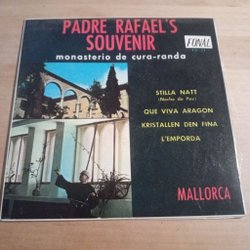 PADRE RAFAEL'S
SOUVENIR
FONAL
monasterio de cura-randa
STILLA NATT
(Noche de Paz)
QUE VIVA ARAGON
KRISTALLEN DEN FINA
L'EMPORDA
MALLORCA